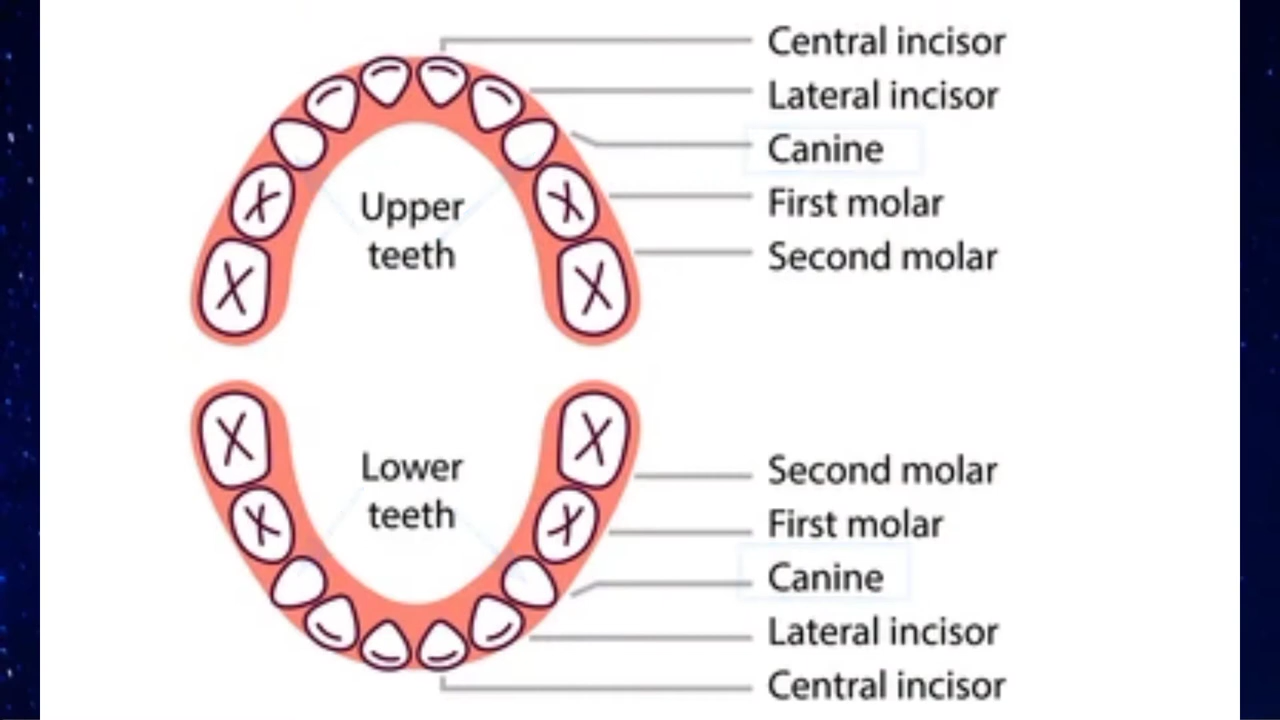 Central incisor
Lateral incisor
Canine
First molar
Second molar
Upper
teeth
Lower
teeth
Second molar
First molar
Canine
Lateral incisor
Central incisor